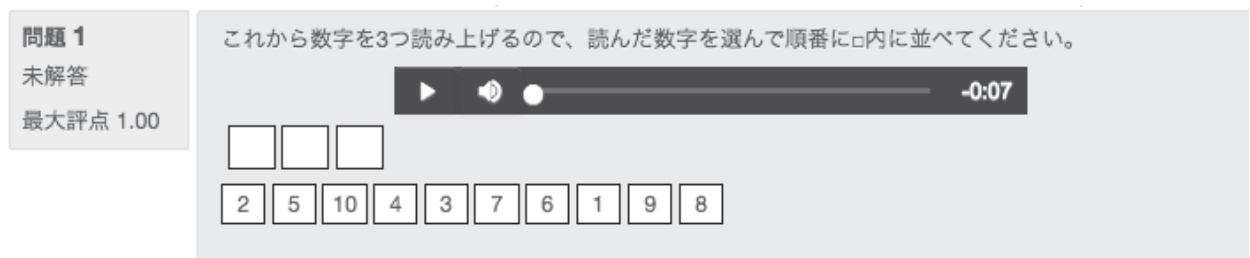 問題 1
未解答
最大評点 1.00
これから数字を3つ読み上げるので、読んだ数字を選んで順番に□内に並べてください。
-0:07
2 5 10 4 3 7 6 1 9 8